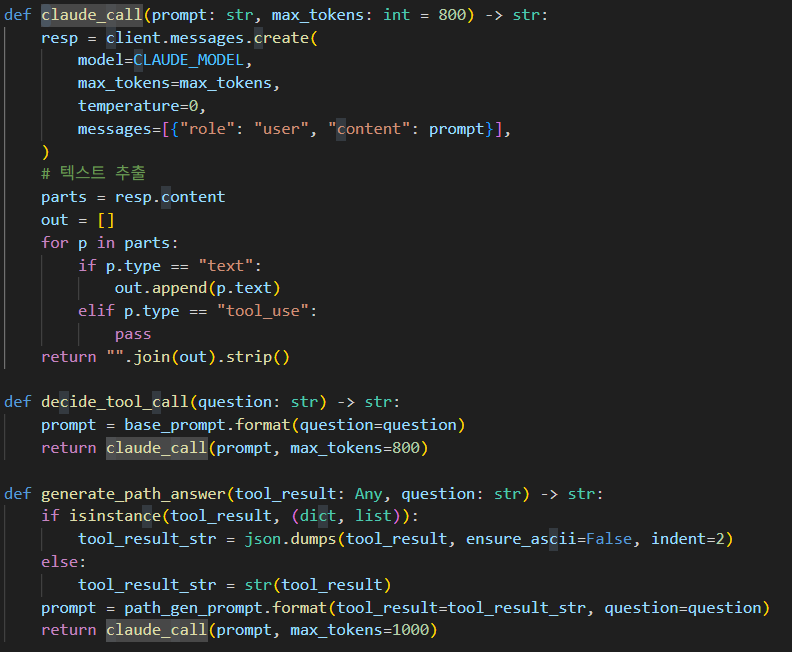 def claude_call(prompt: str, max_tokens: int = 800) -> str:
    resp = client.messages.create(
        model=CLAUDE_MODEL,
        max_tokens=max_tokens,
        temperature=0,
        messages=[{"role": "user", "content": prompt}],
    )
    # 텍스트 추출
    parts = resp.content
    out = []
    for p in parts:
        if p.type == "text":
            out.append(p.text)
        elif p.type == "tool_use":
            pass
    return "".join(out).strip()

def decide_tool_call(question: str) -> str:
    prompt = base_prompt.format(question=question)
    return claude_call(prompt, max_tokens=800)

def generate_path_answer(tool_result: Any, question: str) -> str:
    if isinstance(tool_result, (dict, list)):
        tool_result_str = json.dumps(tool_result, ensure_ascii=False, indent=2)
    else:
        tool_result_str = str(tool_result)
    prompt = path_gen_prompt.format(tool_result=tool_result_str, question=question)
    return claude_call(prompt, max_tokens=1000)